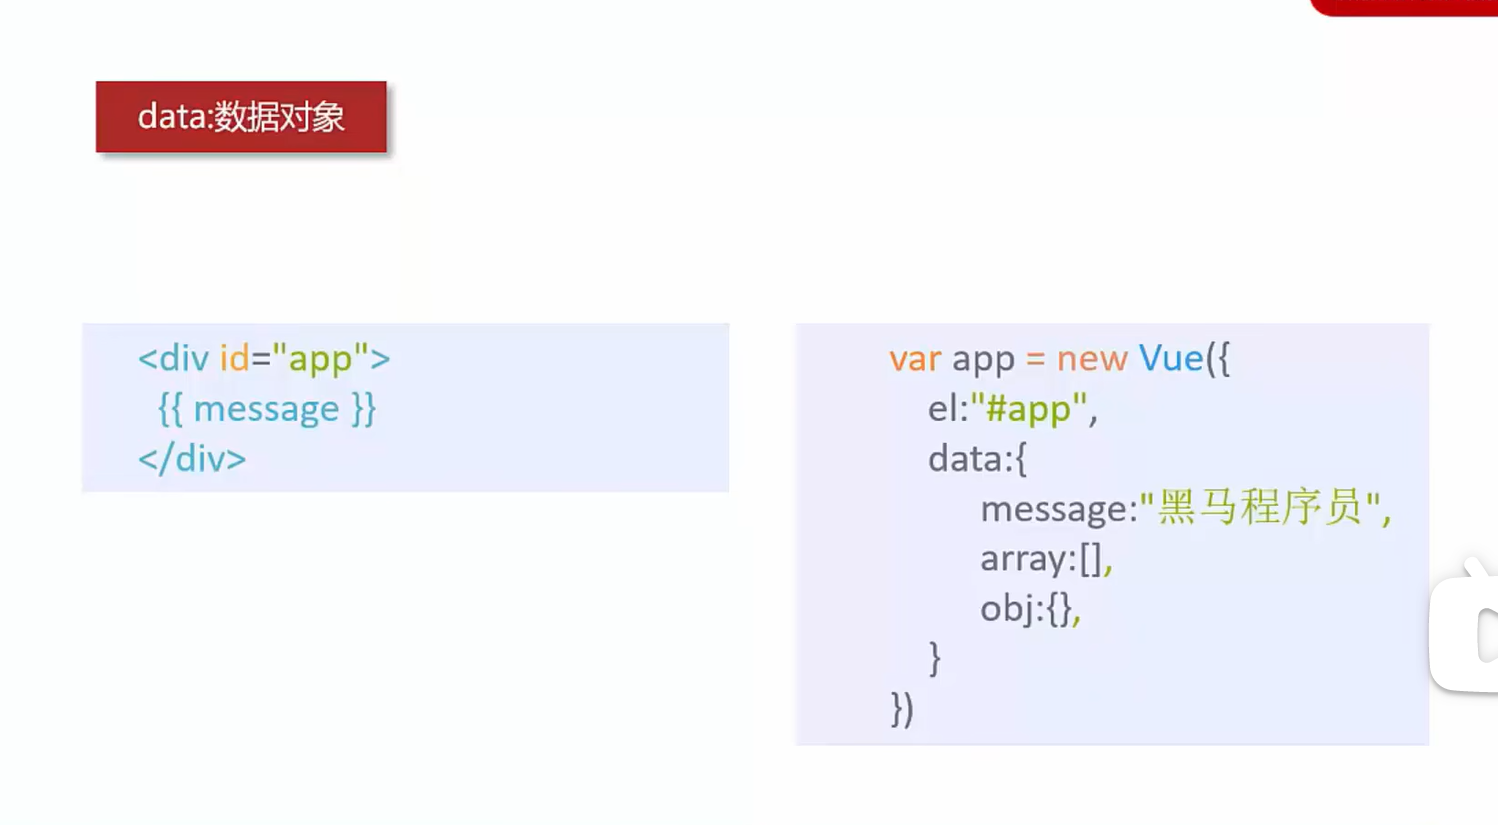 data:数据对象
<div id="app">
{{ message }}
</div>
var app = new Vue({
el:"#app",
data:{
message:"黑马程序员",
array:[],
obj:{},
}
})